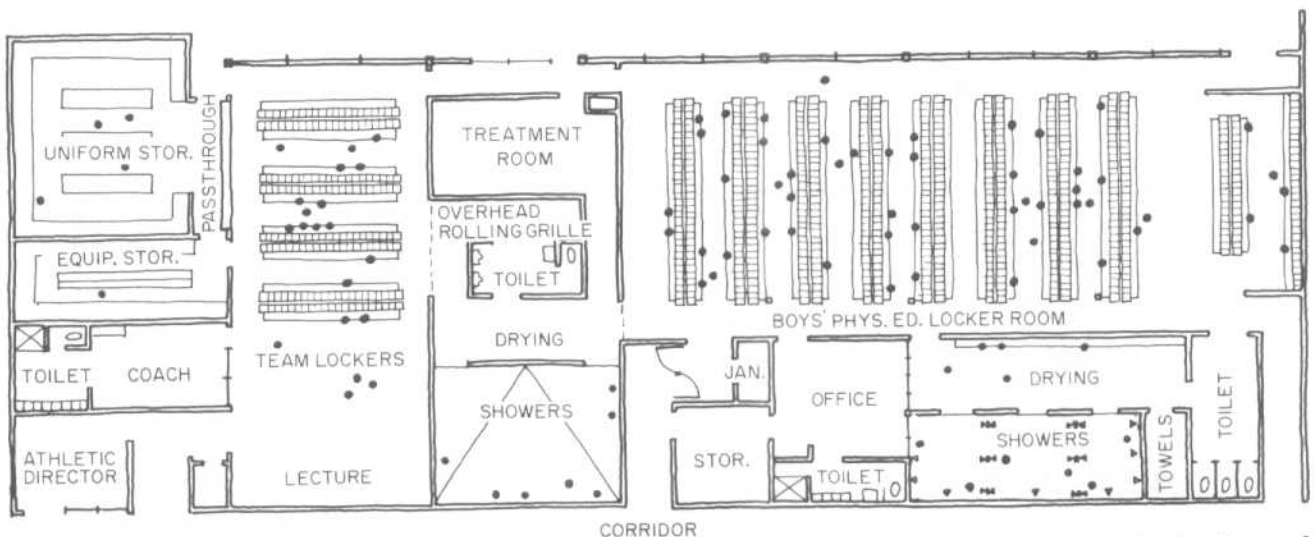 UNIFORM STOR.
PASSTHROUGH
EQUIP. STOR.
TOILET
COACH
ATHLETIC
DIRECTOR
TEAM LOCKERS
LECTURE
TREATMENT
ROOM
OVERHEAD
ROLLING GRILLE
TOILET
DRYING
SHOWERS
BOYS' PHYS. ED. LOCKER ROOM
JAN.
STOR.
OFFICE
TOILET
DRYING
SHOWERS
TOWELS
TOILET
CORRIDOR